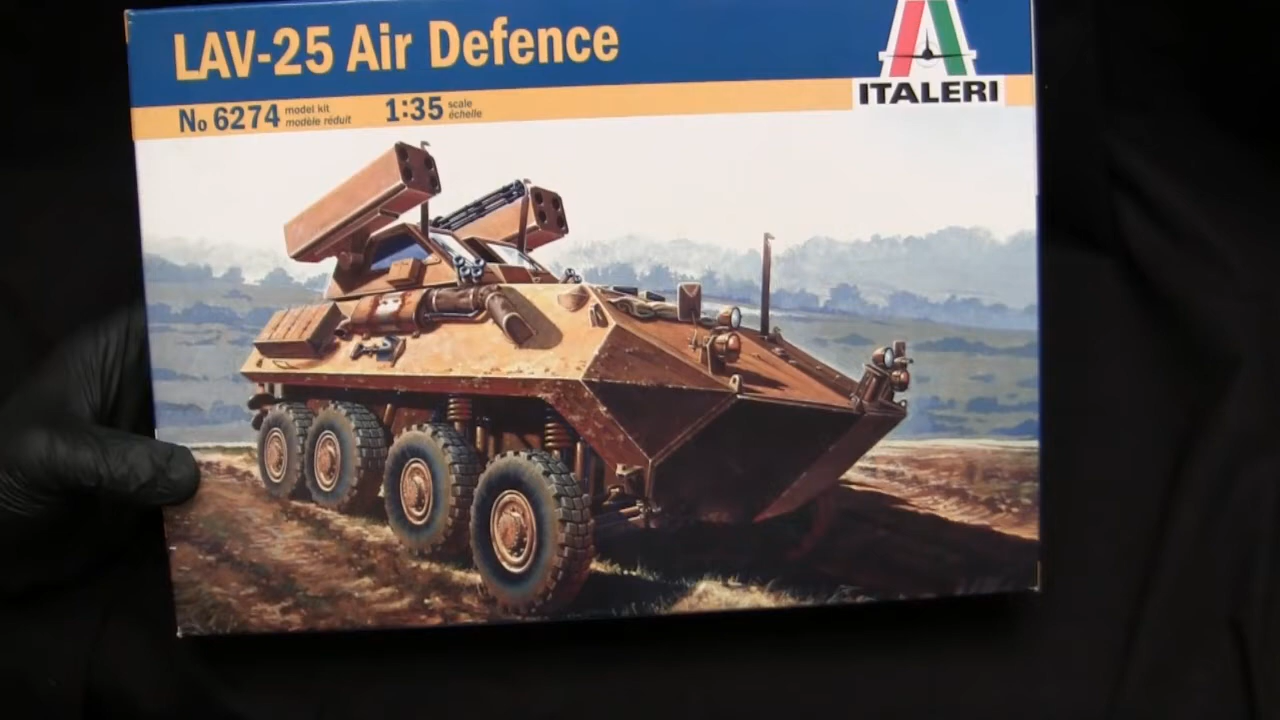 LAV-25 Air Defence
No 6274 model kit
modèle réduit
1:35 scale
échelle
ITALERI